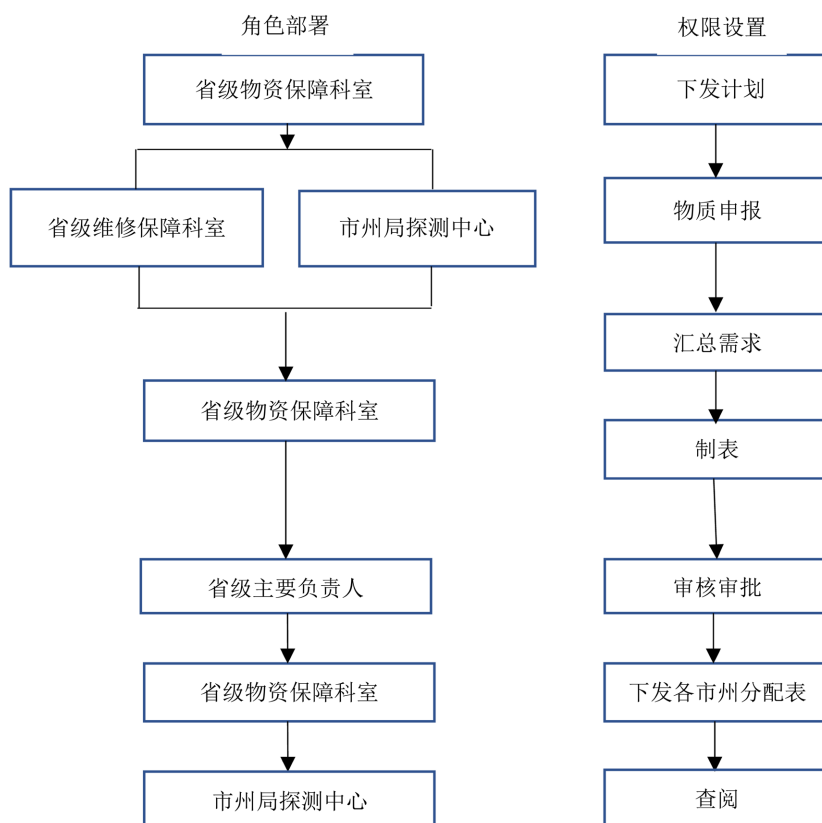 角色部署
权限设置
省级物资保障科室
下发计划
省级维修保障科室
市州局探测中心
物质申报
汇总需求
省级物资保障科室
制表
省级主要负责人
审核审批
省级物资保障科室
下发各市州分配表
市州局探测中心
查阅